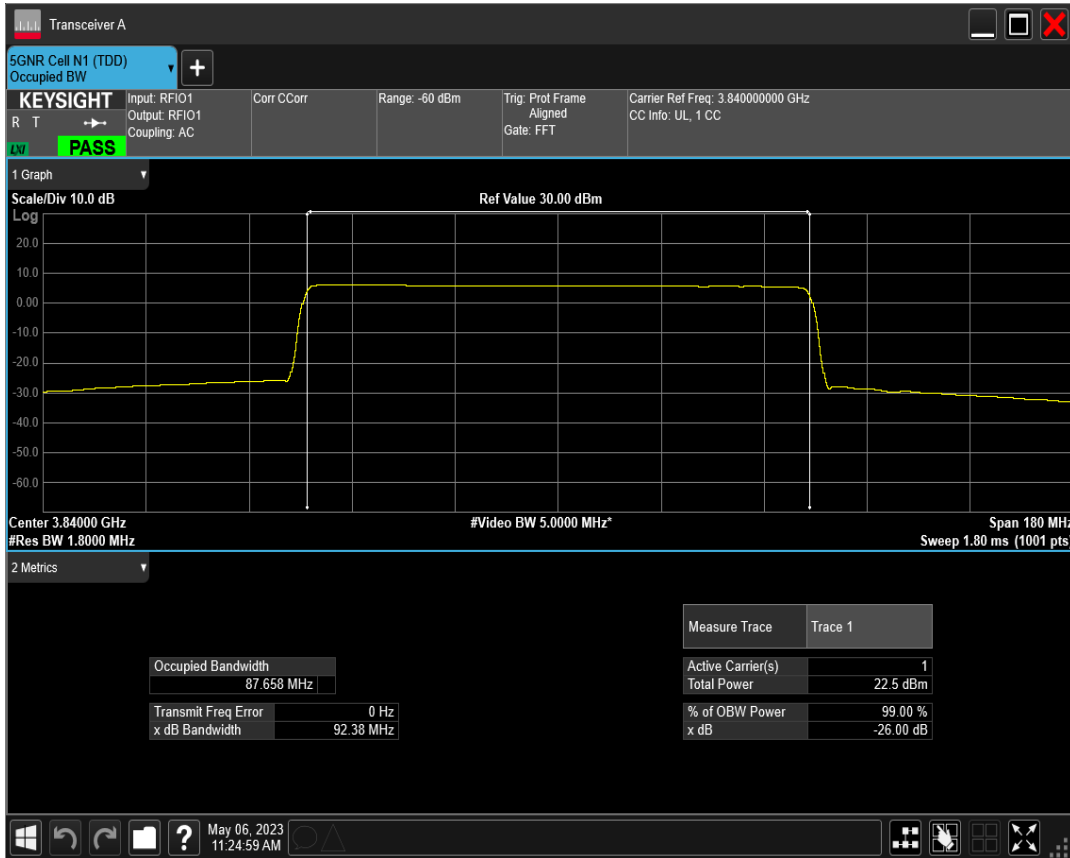 Transceiver A
5GNR Cell N1 (TDD)
Occupied BW
+
KEYSIGHT
R T
LXI
PASS
Input: RFIO1
Output: RFIO1
Coupling: AC
Corr CCorr
Range: -60 dBm
Trig: Prot Frame
Aligned
Gate: FFT
Carrier Ref Freq: 3.840000000 GHz
CC Info: UL, 1 CC
1 Graph
Scale/Div 10.0 dB
Ref Value 30.00 dBm
Log
20.0
10.0
0.00
-10.0
-20.0
-30.0
-40.0
-50.0
-60.0
Center 3.84000 GHz
#Video BW 5.0000 MHz*
Span 180 MHz
#Res BW 1.8000 MHz
Sweep 1.80 ms (1001 pts)
2 Metrics
Measure Trace Trace 1
Occupied Bandwidth
87.658 MHz
Active Carrier(s) 1
Total Power 22.5 dBm
Transmit Freq Error 0 Hz
x dB Bandwidth 92.38 MHz
% of OBW Power 99.00 %
x dB -26.00 dB
?
May 06, 2023
11:24:59 AM